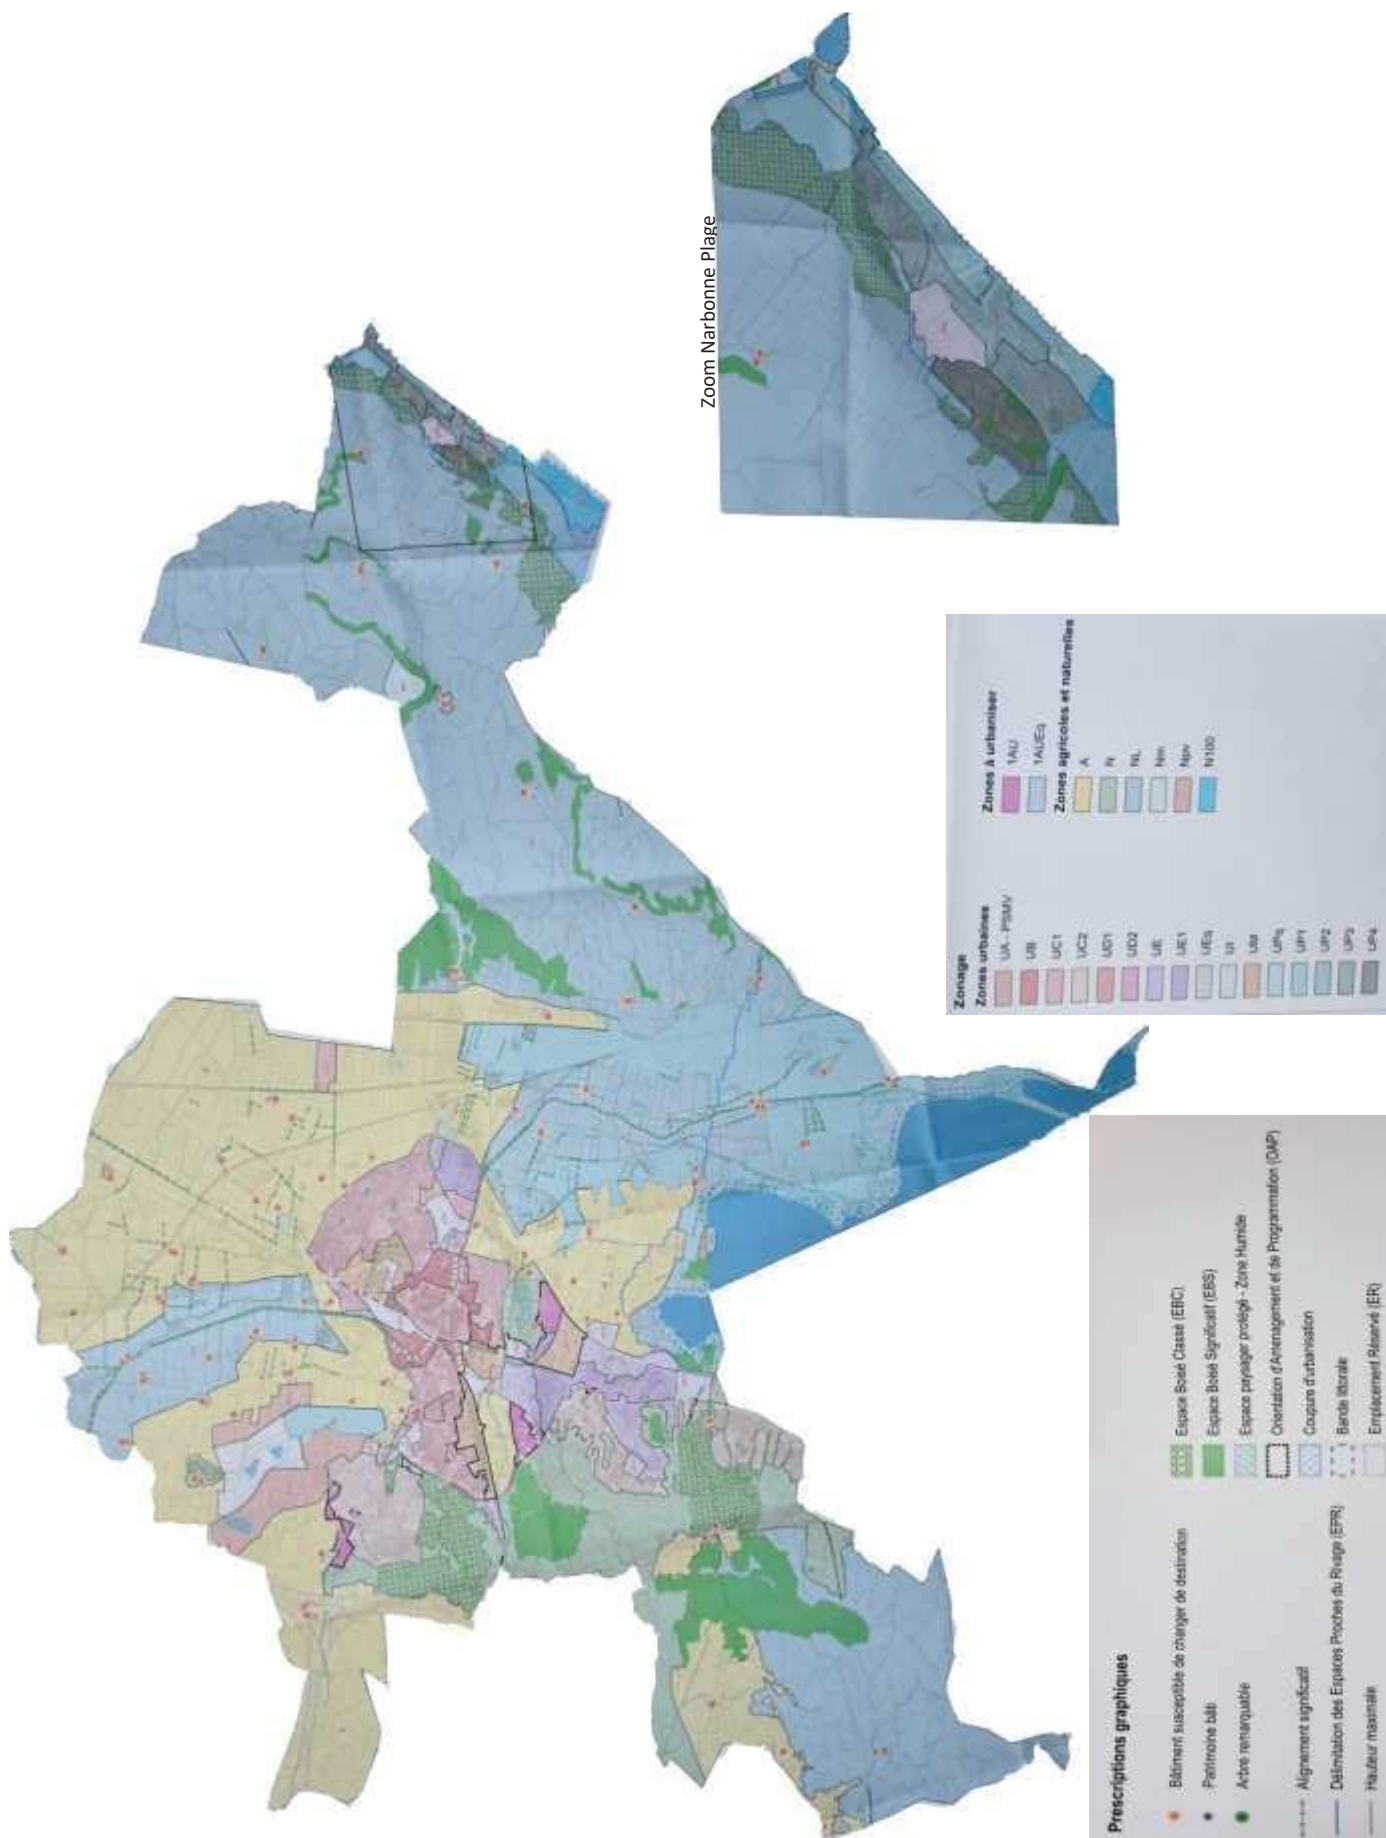 Zoom Narbonne Plage
Zonage
Zones urbaines
UA - PSMV
UB
UC1
UC2
UD1
UD2
UE
UE1
UEq
UI
UM
UPq
UP1
UP2
UP3
UP4
Zones à urbaniser
1AU
1AUEq
Zones agricoles et naturelles
A
N
NL
Nm
Npv
N100
Prescriptions graphiques
Bâtiment susceptible de changer de destination
Patrimoine bâti
Arbre remarquable
Alignement significatif
Délimitation des Espaces Proches du Rivage (EPR)
Hauteur maximale
Espace Boisé Classé (EBC)
Espace Boisé Significatif (EBS)
Espace paysager protégé - Zone Humide
Orientation d'Aménagement et de Programmation (OAP)
Coupure d'urbanisation
Bande littorale
Emplacement Réservé (ER)